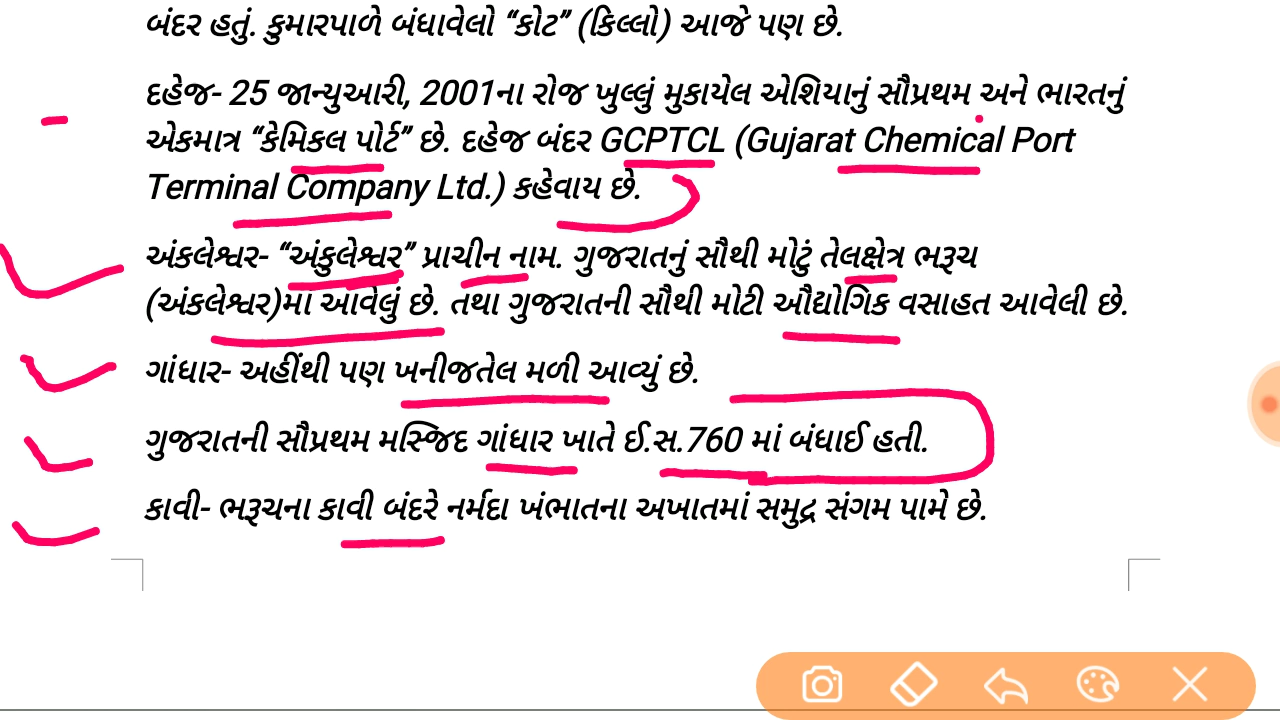 બંદર હતું. કુમારપાળે બંધાવેલો “કોટ” (કિલ્લો) આજે પણ છે.
દહેજ- 25 જાન્યુઆરી, 2001ના રોજ ખુલ્લું મુકાયેલ એશિયાનું સૌપ્રથમ અને ભારતનું
એકમાત્ર “કેમિકલ પોર્ટ” છે. દહેજ બંદર GCPTCL (Gujarat Chemical Port
Terminal Company Ltd.) કહેવાય છે.
અંકલેશ્વર- “અંકુલેશ્વર” પ્રાચીન નામ. ગુજરાતનું સૌથી મોટું તેલક્ષેત્ર ભરૂચ
(અંકલેશ્વર)માં આવેલું છે. તથા ગુજરાતની સૌથી મોટી ઔદ્યોગિક વસાહત આવેલી છે.
ગાંધાર- અહીંથી પણ ખનીજતેલ મળી આવ્યું છે.
ગુજરાતની સૌપ્રથમ મસ્જિદ ગાંધાર ખાતે ઈ.સ.760 માં બંધાઈ હતી.
કાવી- ભરૂચના કાવી બંદરે નર્મદા ખંભાતના અખાતમાં સમુદ્ર સંગમ પામે છે.